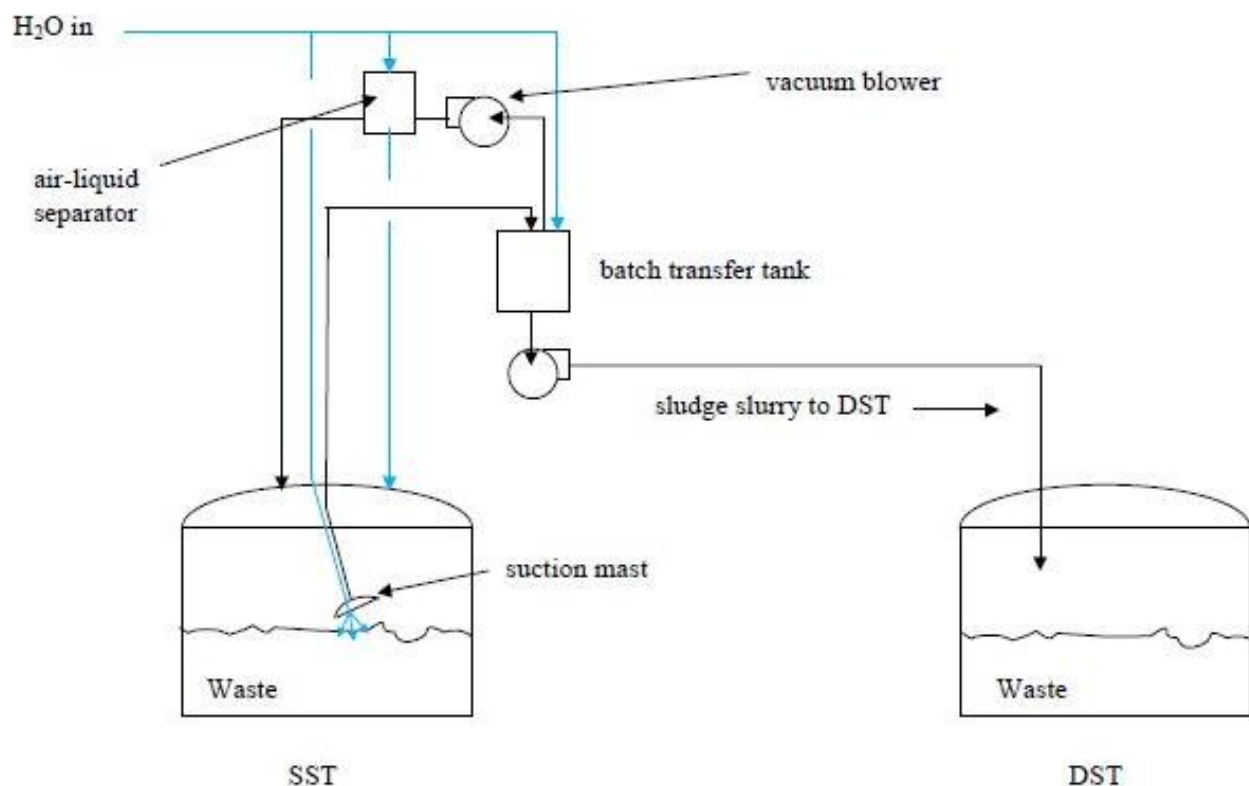 H₂O in
vacuum blower
air-liquid
separator
batch transfer tank
sludge slurry to DST
suction mast
Waste
Waste
SST
DST